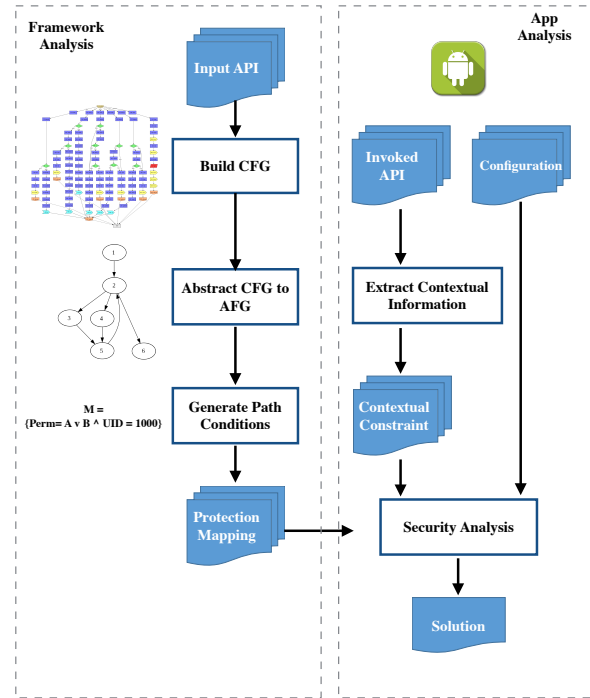 Framework
Analysis
Input API
Build CFG
1
2
3
4
5
6
Abstract CFG to
AFG
M =
{Perm= A v B ^ UID = 1000}
Generate Path
Conditions
Protection
Mapping
App
Analysis
Invoked
API
Configuration
Extract Contextual
Information
Contextual
Constraint
Security Analysis
Solution